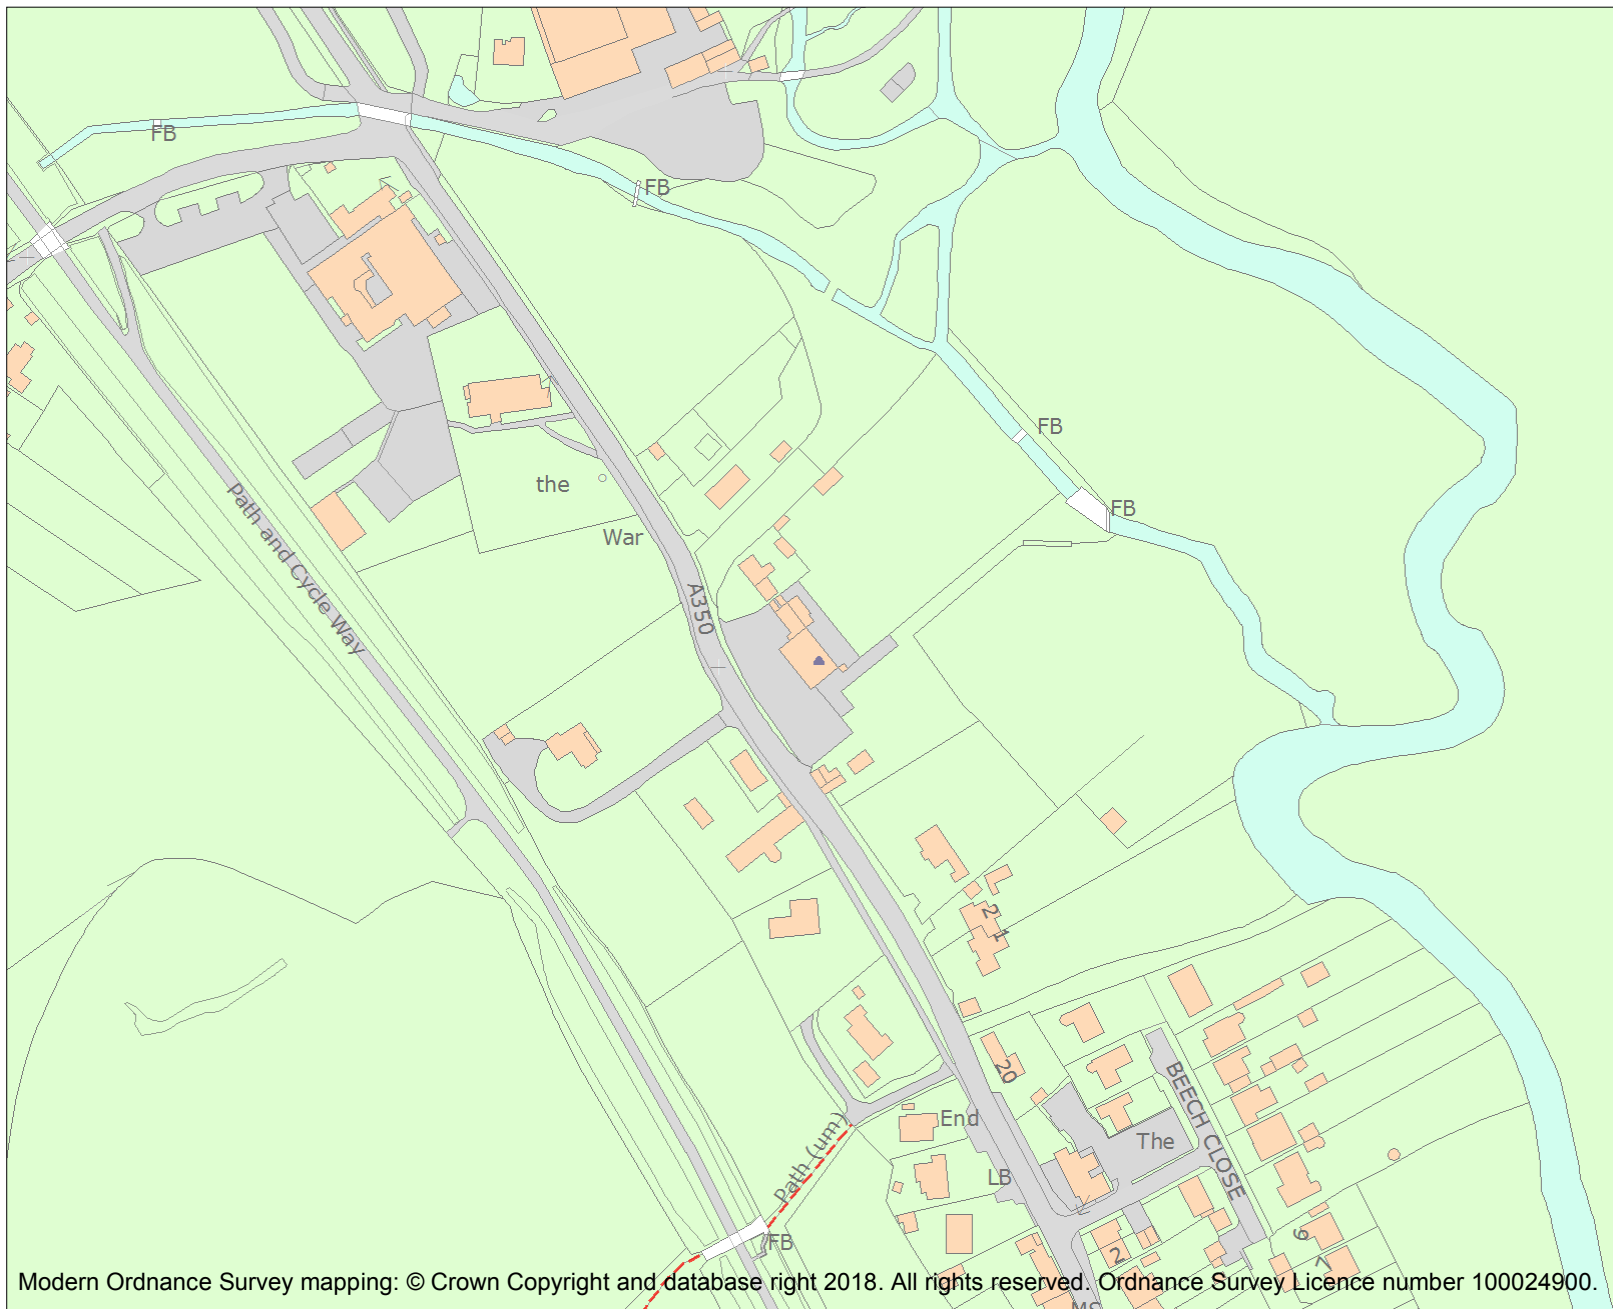 FB
FB
FB
the
FB
War
Path and Cycle Way
A350
2
1
20
BEECH CLOSE
End
The
Path (um)
LB
FB
2
6
7
MS
Modern Ordnance Survey mapping: © Crown Copyright and database right 2018. All rights reserved. Ordnance Survey Licence number 100024900.